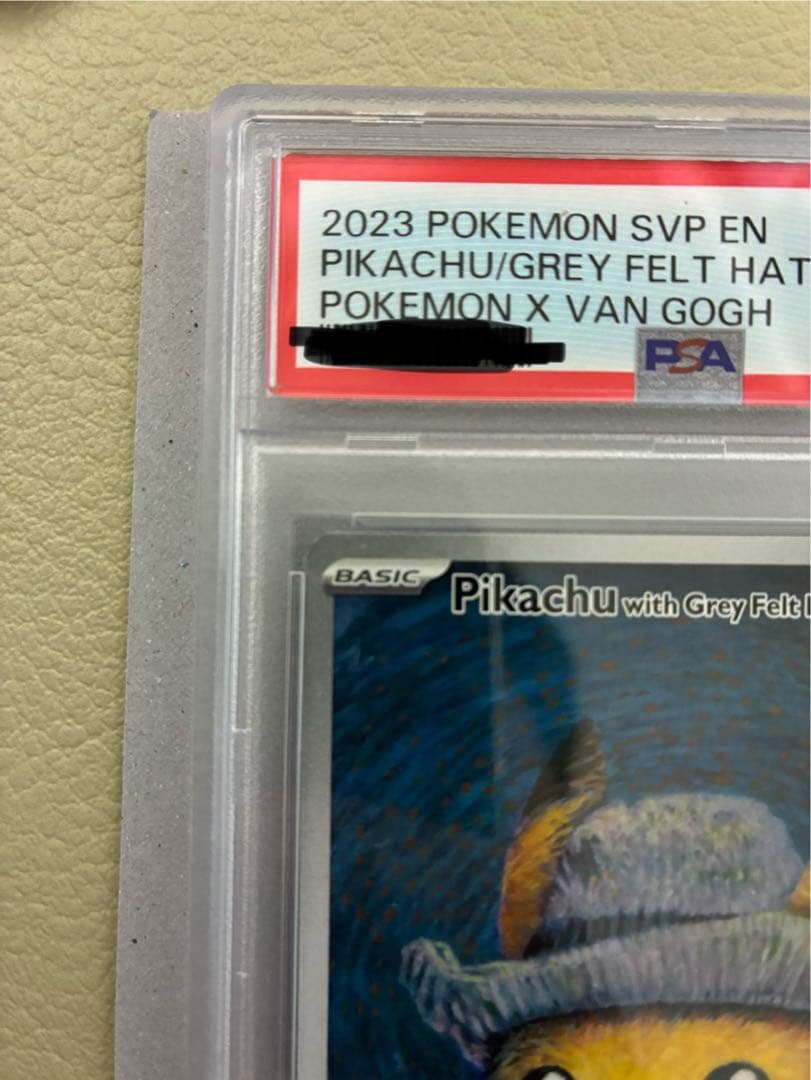 2023 POKEMON SVP EN
PIKACHU/GREY FELT HAT
POKEMON X VAN GOGH
PSA
BASIC
Pikachu with Grey Felt